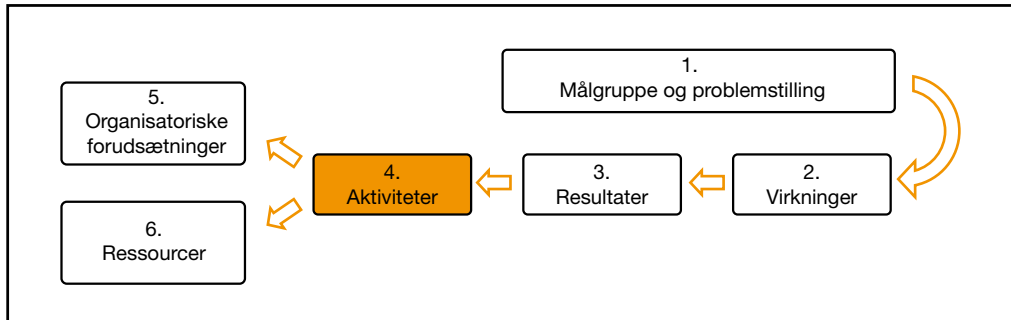 1.
Målgruppe og problemstilling
5.
Organisatoriske
forudsætninger
4.
Aktiviteter
3.
Resultater
2.
Virkninger
6.
Ressourcer